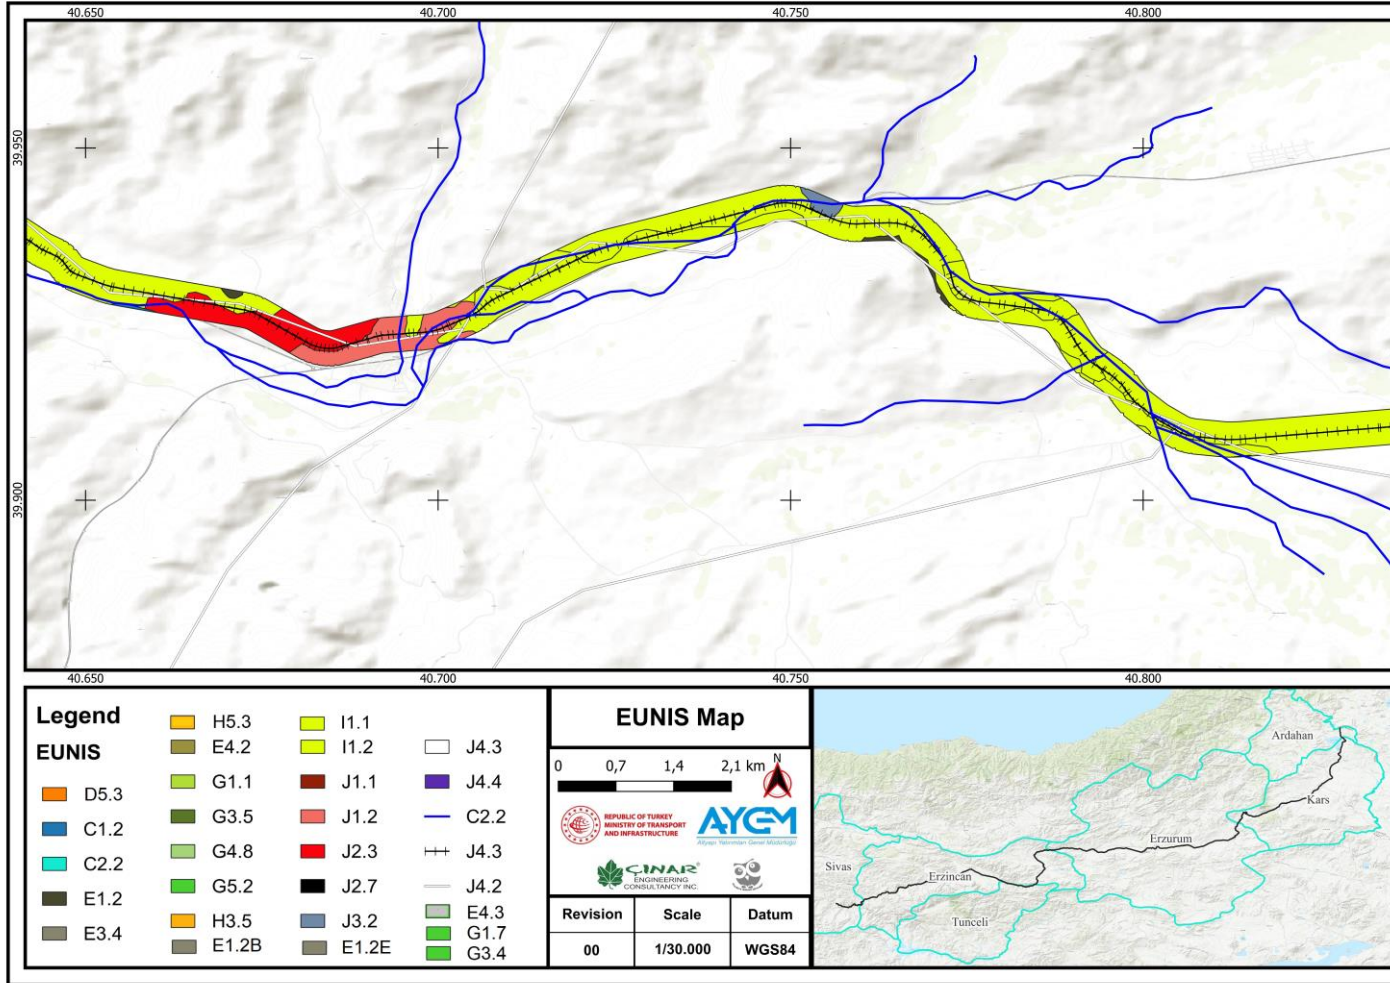 40.650
40.700
40.750
40.800
39.950
39.900
40.650
40.700
40.750
40.800
Legend
EUNIS
D5.3
C1.2
C2.2
E1.2
E3.4
H5.3
E4.2
G1.1
G3.5
G4.8
G5.2
H3.5
E1.2B
I1.1
I1.2
J1.1
J1.2
J2.3
J2.7
J3.2
E1.2E
J4.3
J4.4
C2.2
J4.3
J4.2
E4.3
G1.7
G3.4
EUNIS Map
0 0,7 1,4 2,1 km
N
REPUBLIC OF TURKEY
MINISTRY OF TRANSPORT
AND INFRASTRUCTURE
AYGM
Altyapı Yatırımları Genel Müdürlüğü
ÇINAR
ENGINEERING
CONSULTANCY INC.
Revision Scale Datum
00 1/30.000 WGS84
Ardahan
Kars
Erzurum
Sivas
Erzincan
Tunceli